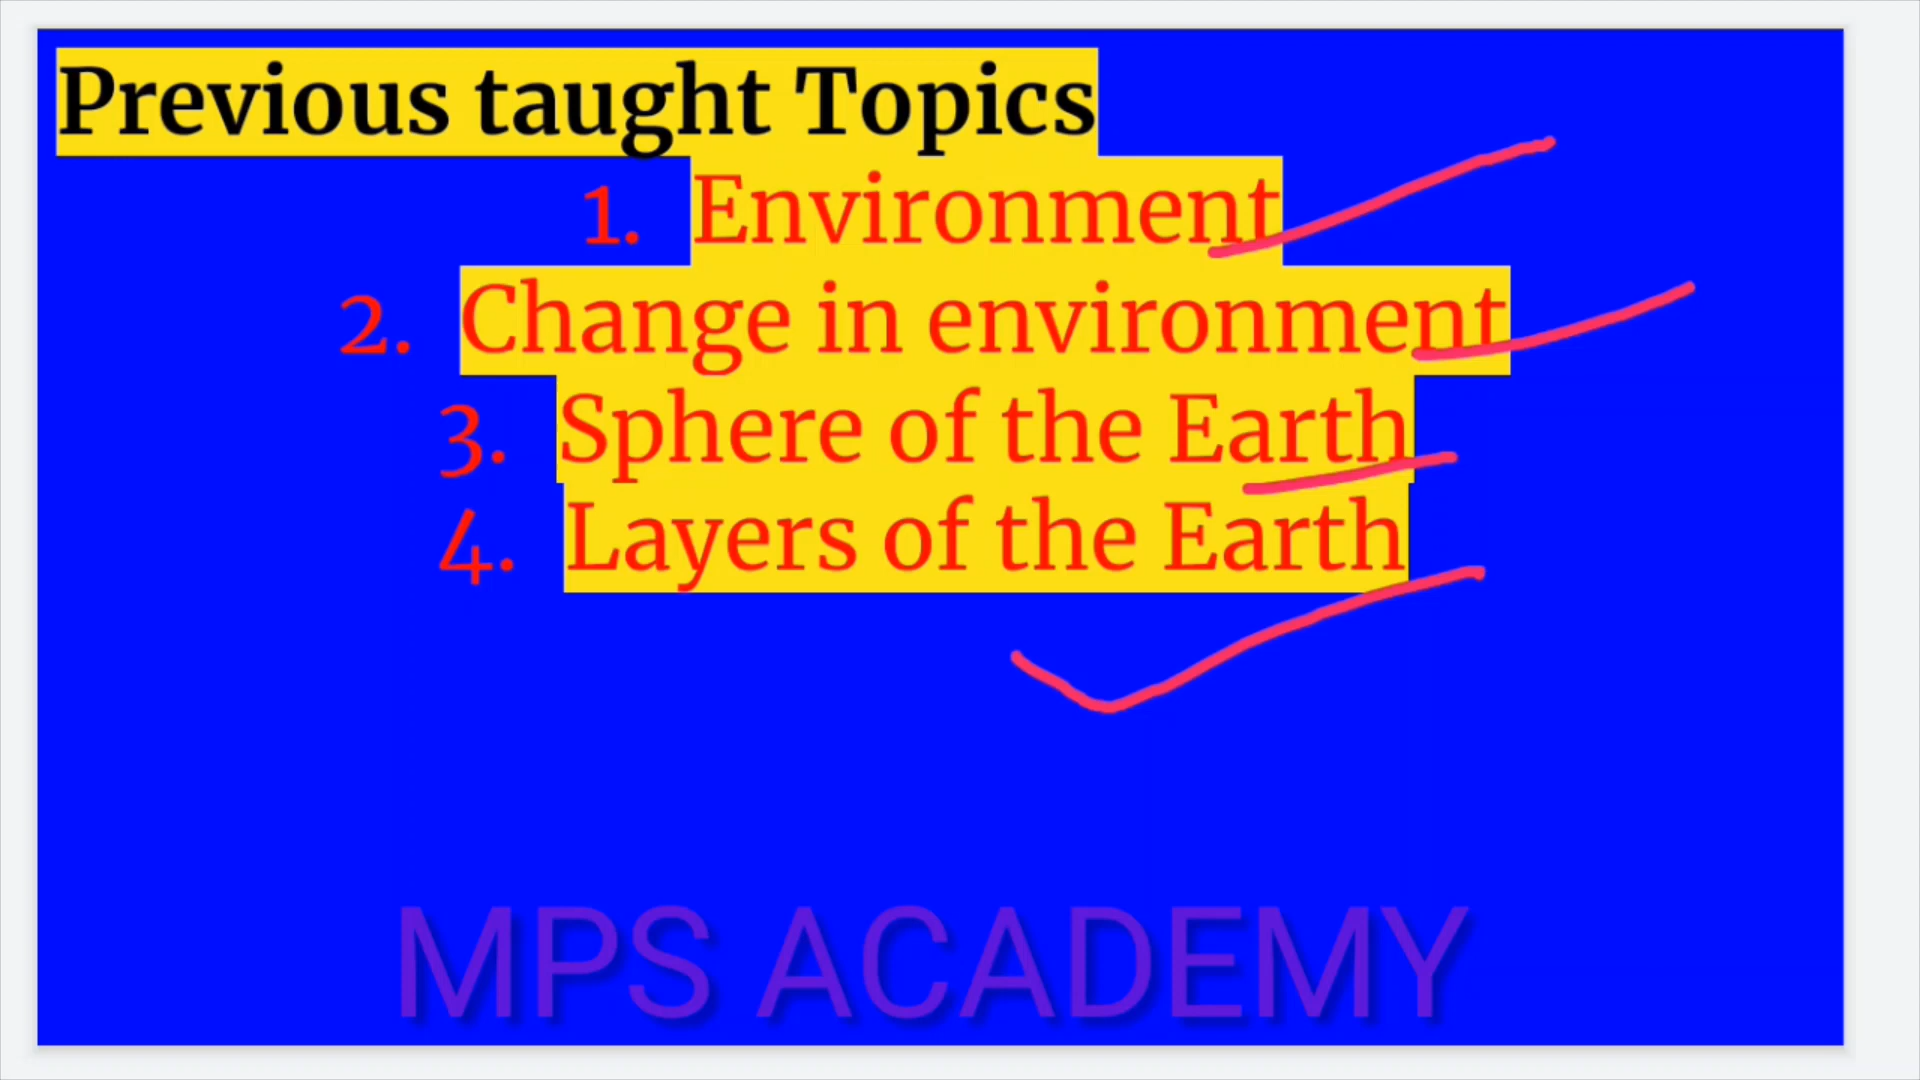 Previous taught Topics
1. Environment
2. Change in environment
3. Sphere of the Earth
4. Layers of the Earth
MPS ACADEMY